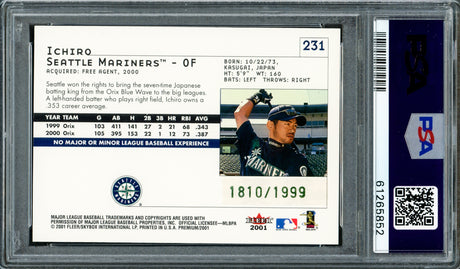 231
ICHIRO
SEATTLE MARINERS™ - OF
ACQUIRED: FREE AGENT, 2000
BORN: 10/22/73,
KASUGAI, JAPAN
HT: 5'9" WT: 160
BATS: LEFT THROWS: RIGHT
Seattle won the rights to bring the seven-time Japanese
batting king from the Orix Blue Wave to the big leagues.
A left-handed batter who plays right field, Ichiro owns a
.353 career average.
YEAR TEAM G AB H 2B 3B HR RBI AVG
1999 Orix 103 411 141 27 2 21 68 .343
2000 Orix 105 395 153 22 1 12 73 .387
NO MAJOR OR MINOR LEAGUE BASEBALL EXPERIENCE
MARINERS
1810/1999
MAJOR LEAGUE BASEBALL TRADEMARKS AND COPYRIGHTS ARE USED WITH
PERMISSION OF MAJOR LEAGUE BASEBALL PROPERTIES, INC. OFFICIAL LICENSEE—MLBPA
© 2001 FLEER/SKYBOX INTERNATIONAL LP. PRINTED IN U.S.A. PREMIUM/2001
FLEER
2001
PSA
61265852